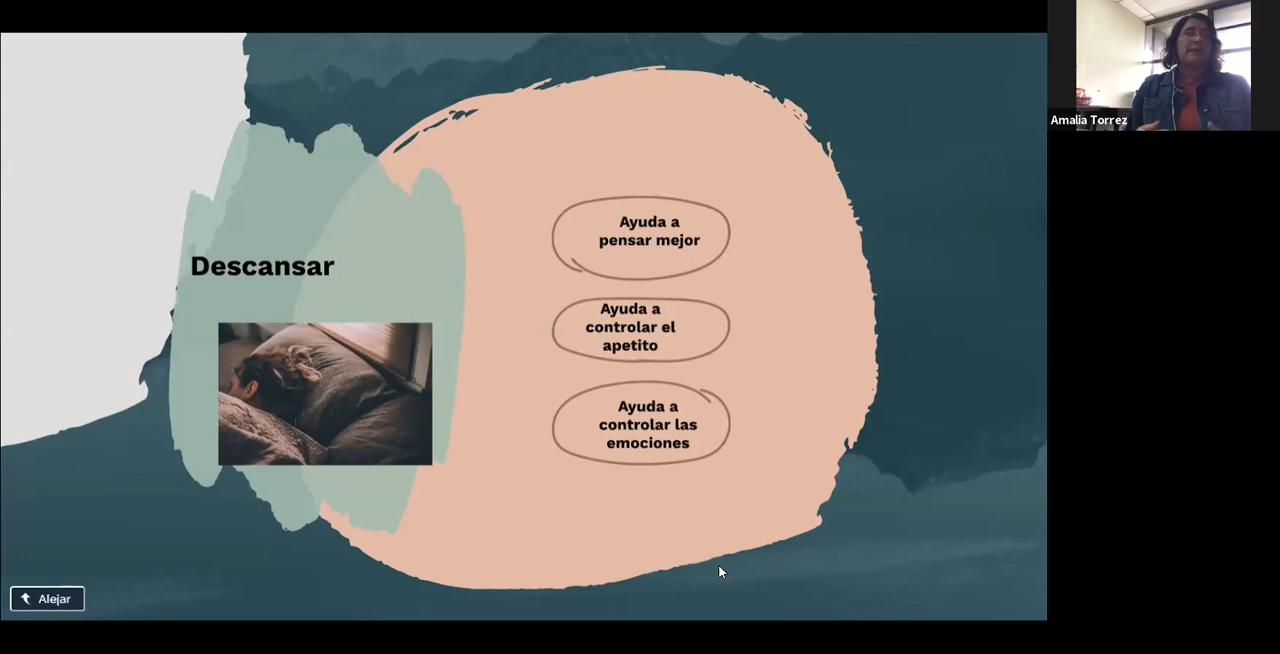 Amalia Torrez
Descansar
Ayuda a
pensar mejor
Ayuda a
controlar el
apetito
Ayuda a
controlar las
emociones
Alejar